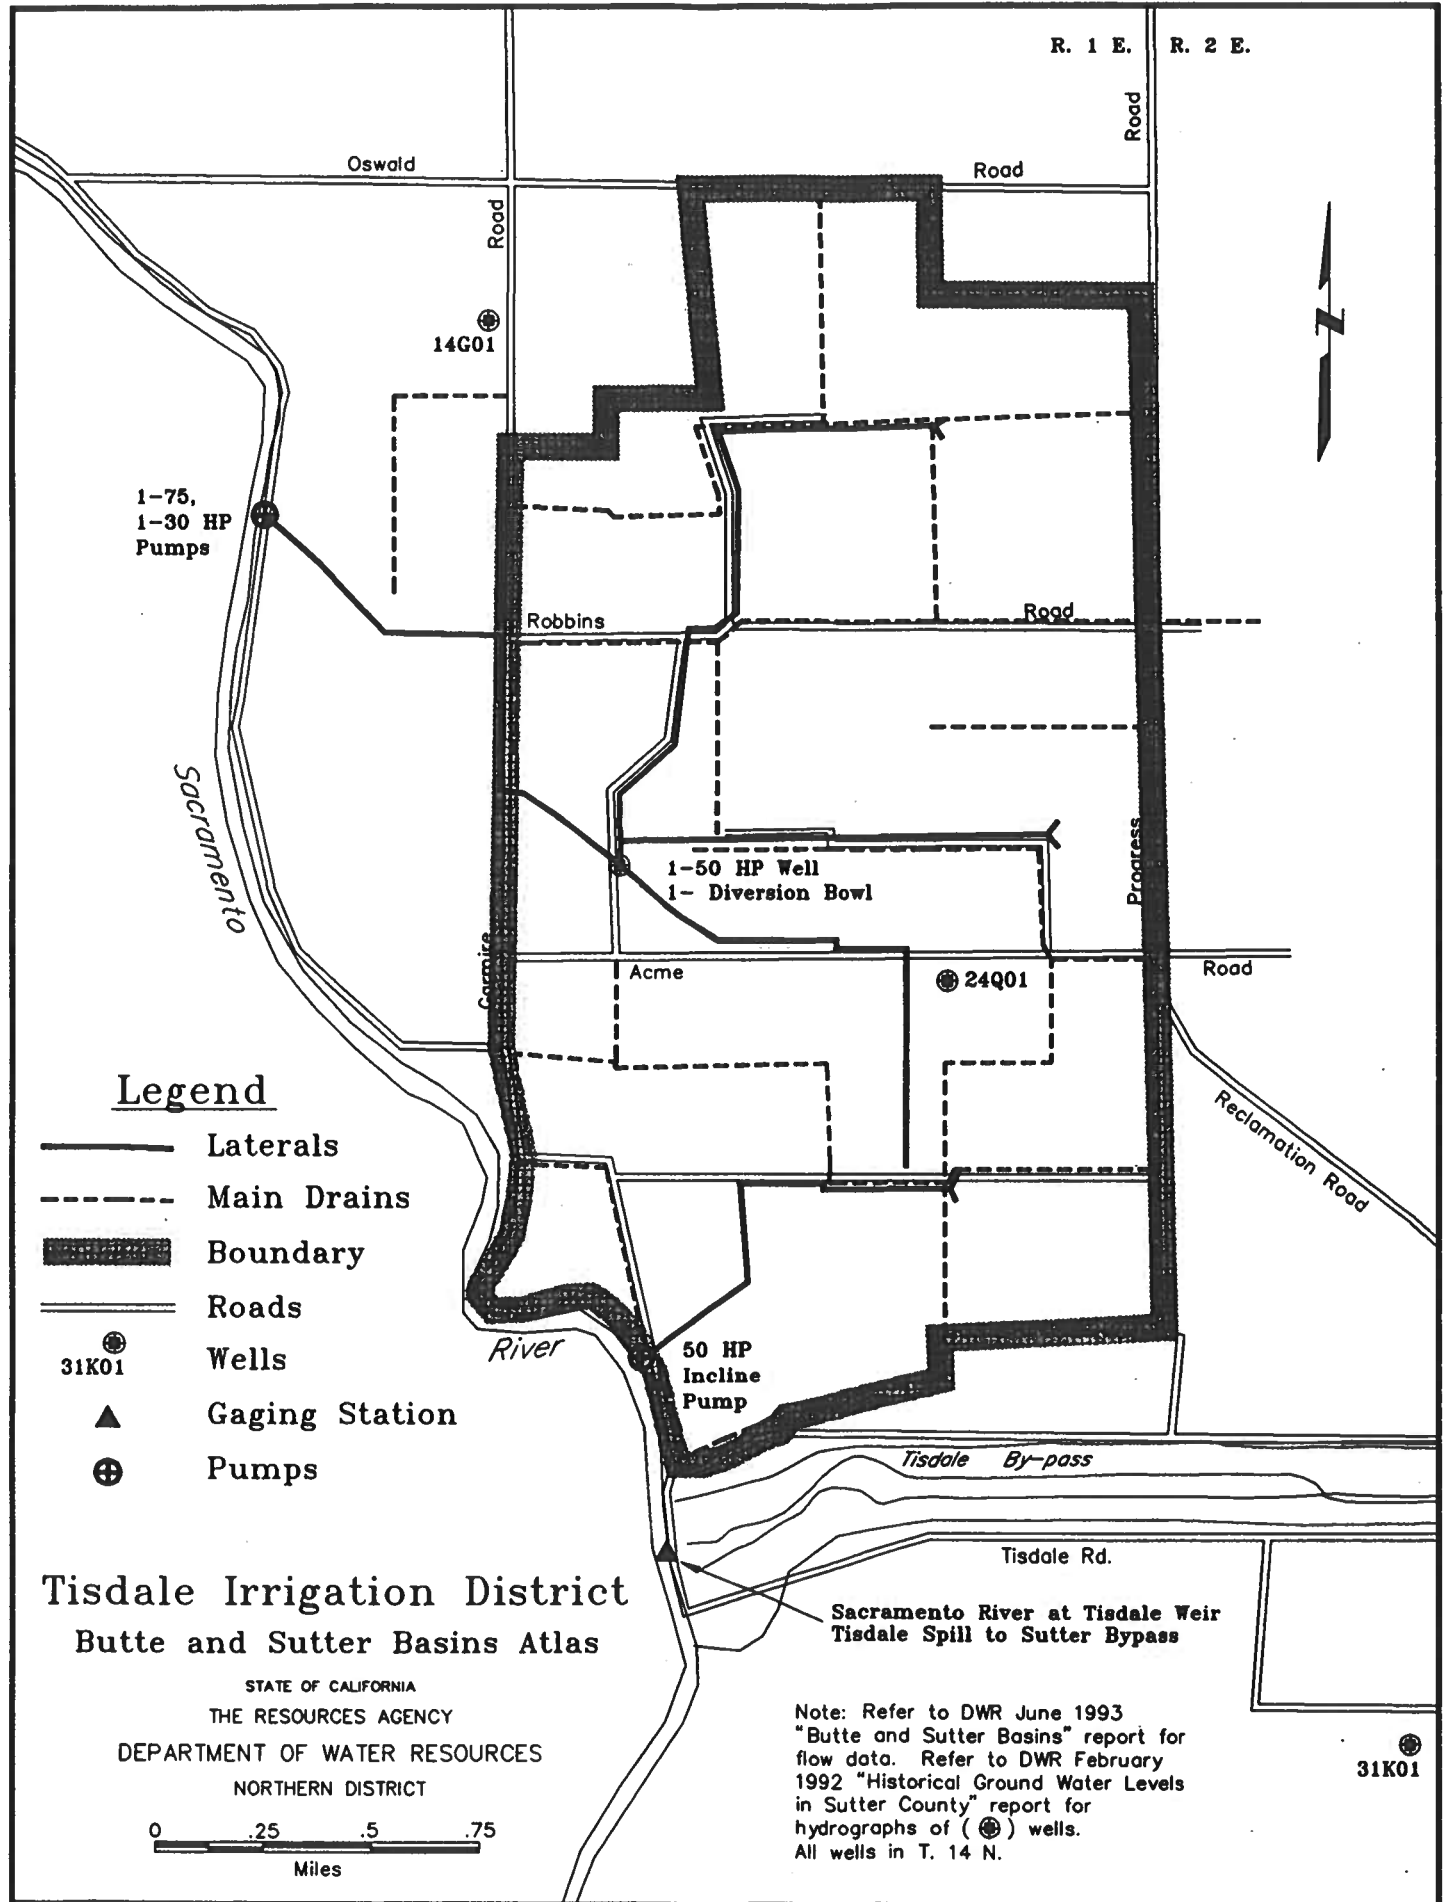 R. 1 E. R. 2 E.
Road
Oswald
Road
Road
14G01
1-75,
1-30 HP
Pumps
Robbins
Road
Sacramento
1-50 HP Well
1- Diversion Bowl
Progress
Garmire
Acme
24Q01
Road
Reclamation Road
Legend
Laterals
Main Drains
Boundary
Roads
31K01
Wells
Gaging Station
Pumps
River
50 HP
Incline
Pump
Tisdale By-pass
Tisdale Rd.
Sacramento River at Tisdale Weir
Tisdale Spill to Sutter Bypass
Tisdale Irrigation District
Butte and Sutter Basins Atlas
STATE OF CALIFORNIA
THE RESOURCES AGENCY
DEPARTMENT OF WATER RESOURCES
NORTHERN DISTRICT
0 .25 .5 .75
Miles
Note: Refer to DWR June 1993
"Butte and Sutter Basins" report for
flow data. Refer to DWR February
1992 "Historical Ground Water Levels
in Sutter County" report for
hydrographs of ( ) wells.
All wells in T. 14 N.
31K01
N